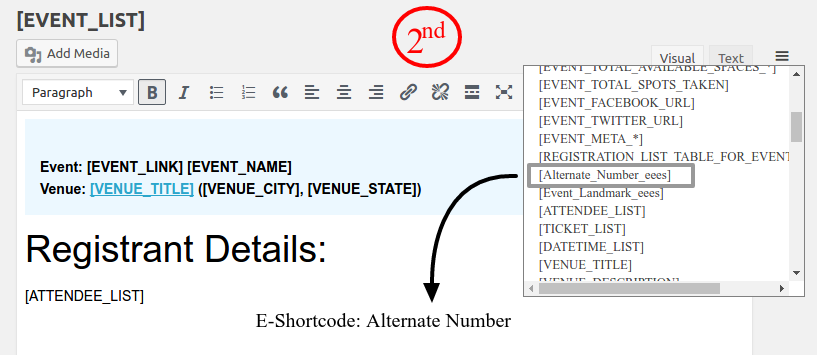 [EVENT_LIST]
2nd
Add Media
Visual
Text
Paragraph
B I
[EVENT_TOTAL_AVAILABLE_SPACES_*]
[EVENT_TOTAL_SPOTS_TAKEN]
[EVENT_FACEBOOK_URL]
[EVENT_TWITTER_URL]
[EVENT_META_*]
[REGISTRATION_LIST_TABLE_FOR_EVENT
[Alternate_Number_eees]
[Event_Landmark_eees]
[ATTENDEE_LIST]
[TICKET_LIST]
[DATETIME_LIST]
[VENUE_TITLE]
[VENUE_DESCRIPTION]
Event: [EVENT_LINK] [EVENT_NAME]
Venue: [VENUE_TITLE] ([VENUE_CITY], [VENUE_STATE])
Registrant Details:
[ATTENDEE_LIST]
E-Shortcode: Alternate Number